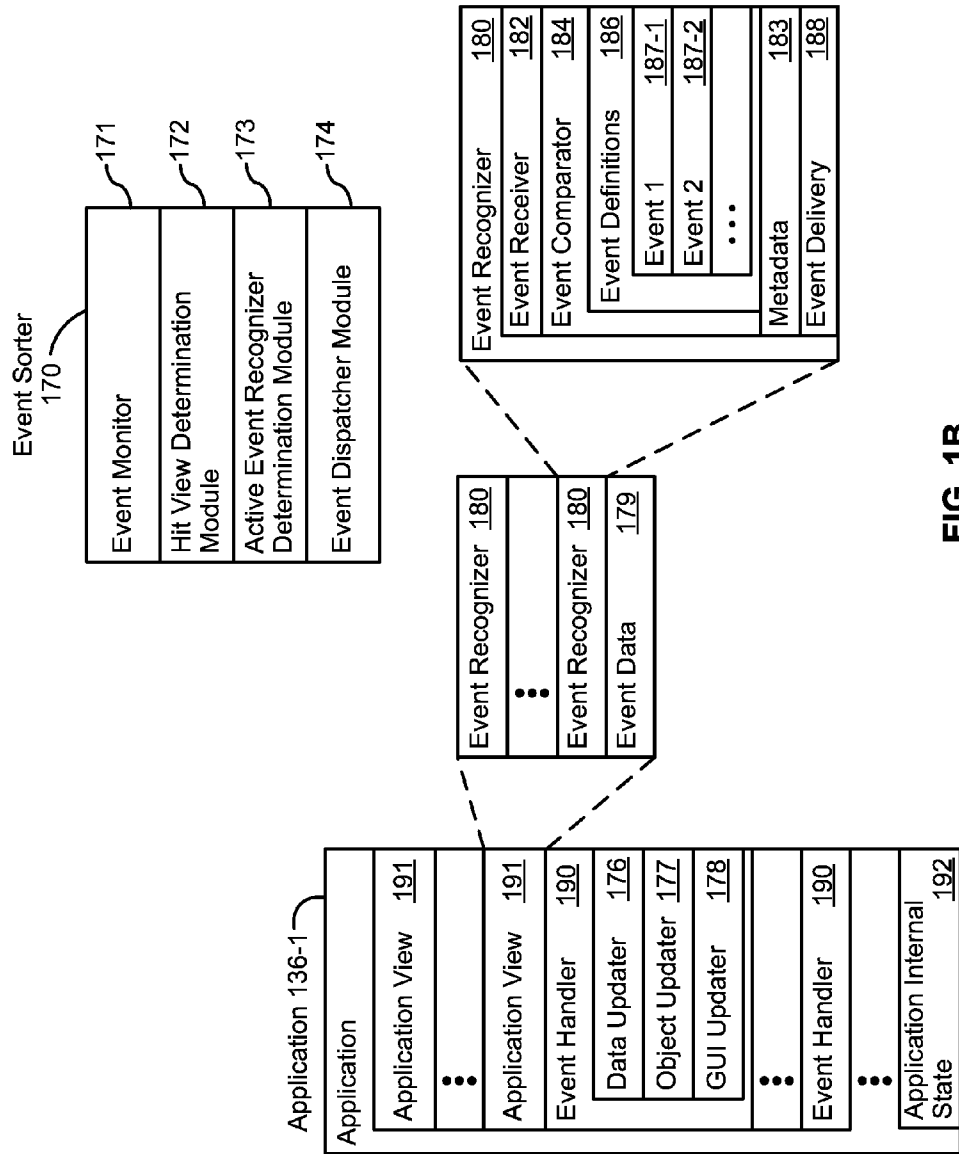 Event Sorter
170
Event Monitor
171
Hit View Determination
Module
172
Active Event Recognizer
Determination Module
173
Event Dispatcher Module
174
Application 136-1
Application
Application View 191
•••
Application View 191
Event Handler 190
Data Updater 176
Object Updater 177
GUI Updater 178
•••
Event Handler 190
•••
Application Internal
State 192
Event Recognizer 180
•••
Event Recognizer 180
Event Data 179
Event Recognizer 180
Event Receiver 182
Event Comparator 184
Event Definitions 186
Event 1 187-1
Event 2 187-2
•••
Metadata 183
Event Delivery 188
FIG. 1B